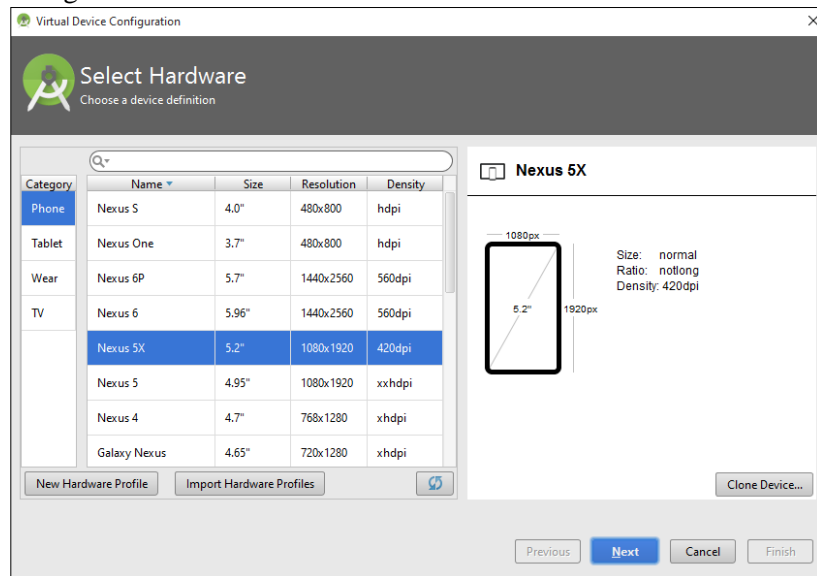 Virtual Device Configuration
Select Hardware
Choose a device definition
Category
Phone
Tablet
Wear
TV
Name Size Resolution Density
Nexus S 4.0" 480x800 hdpi
Nexus One 3.7" 480x800 hdpi
Nexus 6P 5.7" 1440x2560 560dpi
Nexus 6 5.96" 1440x2560 560dpi
Nexus 5X 5.2" 1080x1920 420dpi
Nexus 5 4.95" 1080x1920 xxhdpi
Nexus 4 4.7" 768x1280 xhdpi
Galaxy Nexus 4.65" 720x1280 xhdpi
New Hardware Profile Import Hardware Profiles
Nexus 5X
1080px
5.2" 1920px
Size: normal
Ratio: notlong
Density: 420dpi
Clone Device...
Previous Next Cancel Finish